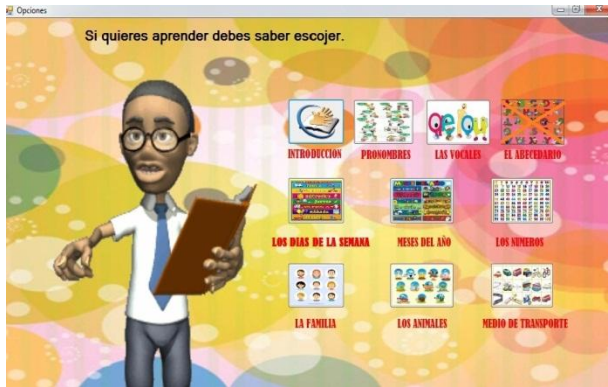 Opciones
Si quieres aprender debes saber escojer.
INTRODUCCION PRONOMBRES LAS VOCALES EL ABECEDARIO
LOS DIAS DE LA SEMANA MESES DEL AÑO LOS NUMEROS
LA FAMILIA LOS ANIMALES MEDIO DE TRANSPORTE